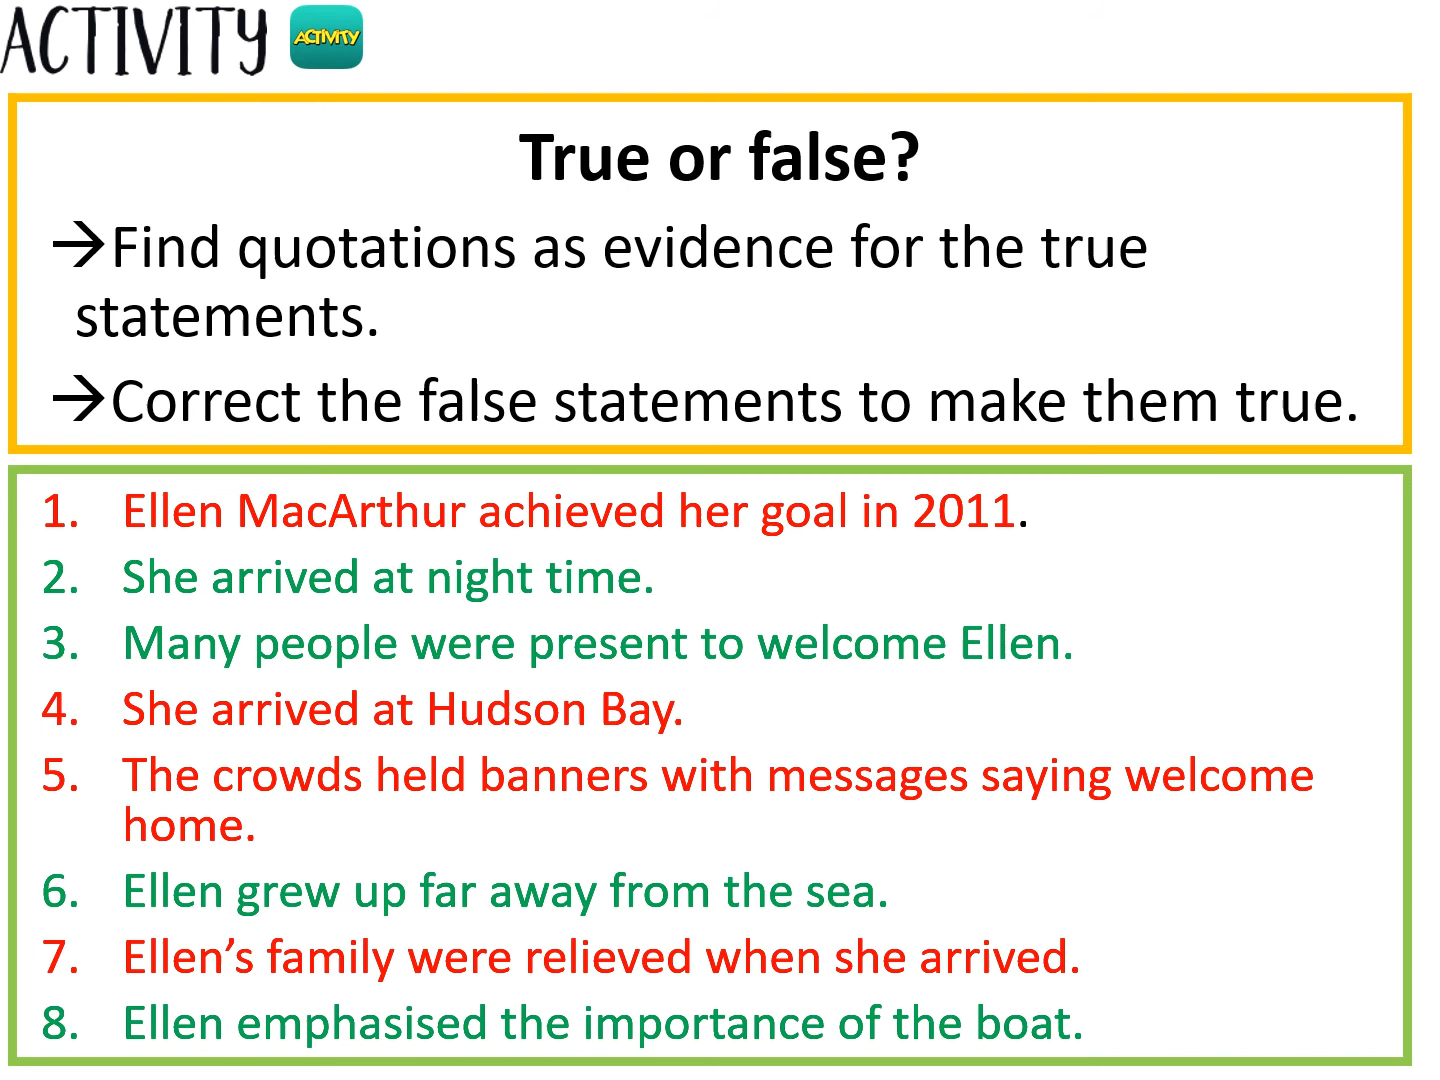 ACTIVITY ACTIVITY
True or false?
→Find quotations as evidence for the true
statements.
→Correct the false statements to make them true.
1. Ellen MacArthur achieved her goal in 2011.
2. She arrived at night time.
3. Many people were present to welcome Ellen.
4. She arrived at Hudson Bay.
5. The crowds held banners with messages saying welcome
home.
6. Ellen grew up far away from the sea.
7. Ellen’s family were relieved when she arrived.
8. Ellen emphasised the importance of the boat.